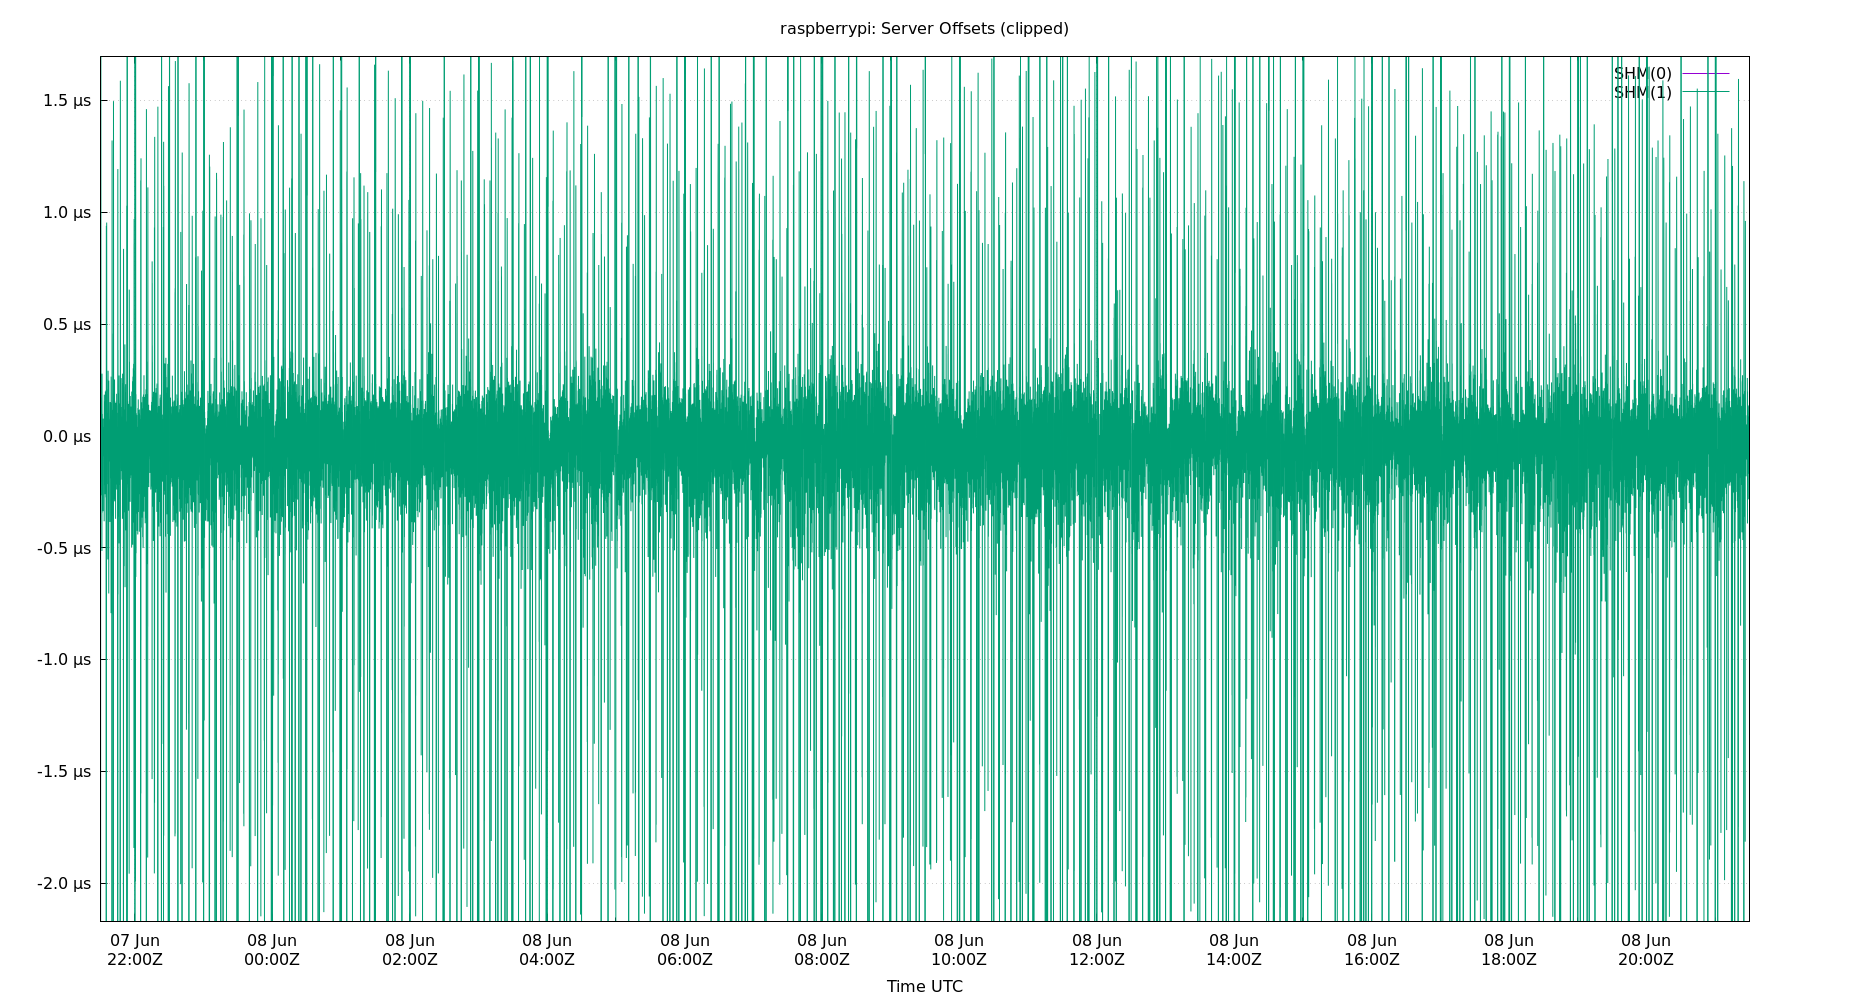 raspberrypi: Server Offsets (clipped)
SHM(0)
SHM(1)
1.5 µs
1.0 µs
0.5 µs
0.0 µs
-0.5 µs
-1.0 µs
-1.5 µs
-2.0 µs
07 Jun 08 Jun 08 Jun 08 Jun 08 Jun 08 Jun 08 Jun 08 Jun 08 Jun 08 Jun 08 Jun 08 Jun
22:00Z 00:00Z 02:00Z 04:00Z 06:00Z 08:00Z 10:00Z 12:00Z 14:00Z 16:00Z 18:00Z 20:00Z
Time UTC